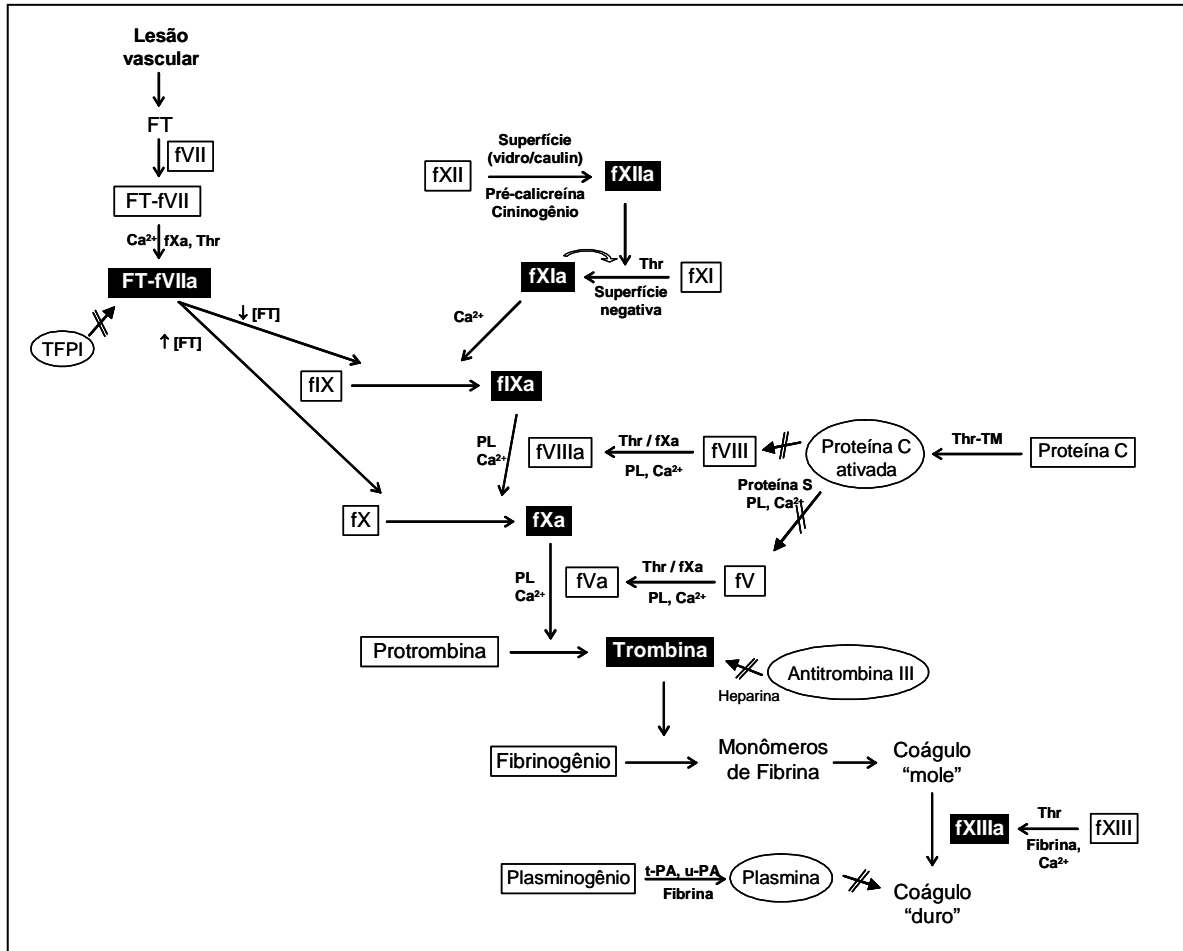 Lesão
vascular
FT
fVII
FT-fVII
Ca²⁺ fXa, Thr
FT-fVIIa
TFPI
↓ [FT]
↑ [FT]
fXII
Superfície
(vidro/caulin)
Pré-calicreína
Cininogênio
fXIIa
fXIa
Thr
Superfície
negativa
fXI
Ca²⁺
fIX
fIXa
PL
Ca²⁺
fVIIIa
Thr / fXa
PL, Ca²⁺
fVIII
Proteína C
ativada
Thr-TM
Proteína C
Proteína S
PL, Ca²⁺
fX
fXa
PL
Ca²⁺
fVa
Thr / fXa
PL, Ca²⁺
fV
Protrombina
Trombina
Heparina
Antitrombina III
Fibrinogênio
Monômeros
de Fibrina
Coágulo
“mole”
fXIIIa
Thr
Fibrina,
Ca²⁺
fXIII
Plasminogênio
t-PA, u-PA
Fibrina
Plasmina
Coágulo
“duro”